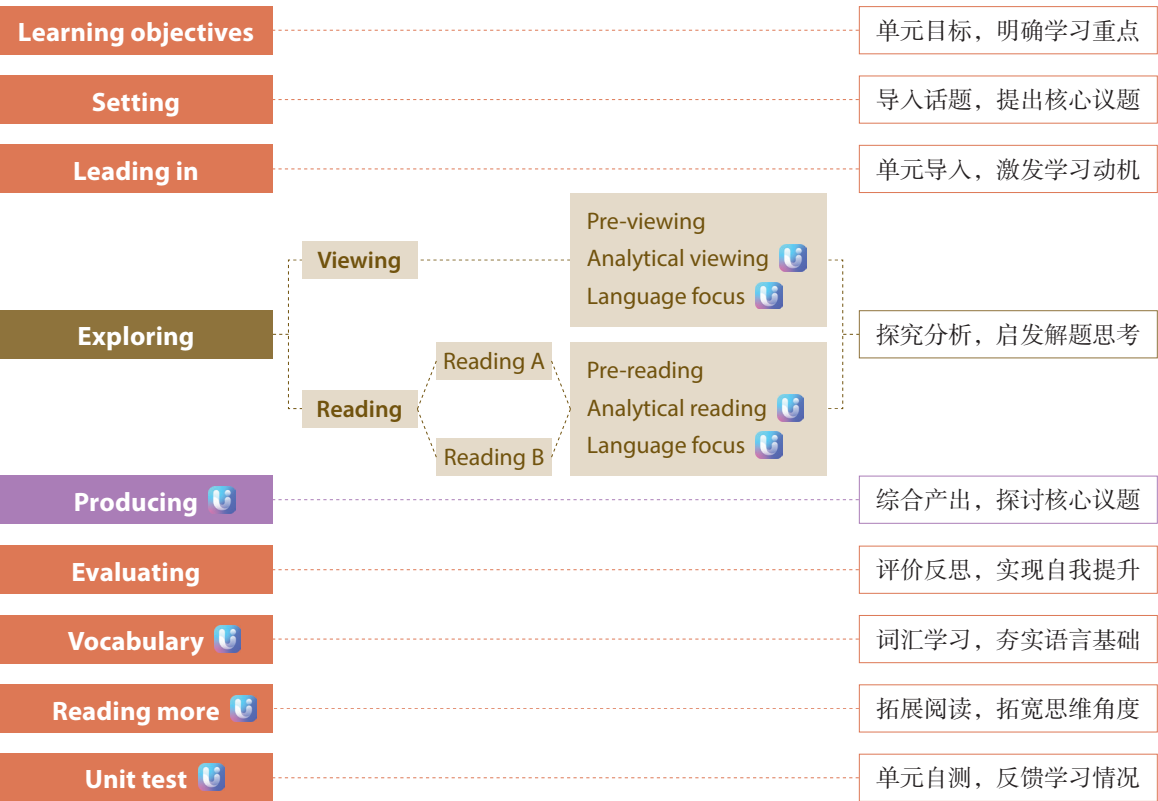 Learning objectives
单元目标，明确学习重点
Setting
导入话题，提出核心议题
Leading in
单元导入，激发学习动机
Exploring
Viewing
Pre-viewing
Analytical viewing
Language focus
Reading
Reading A
Reading B
Pre-reading
Analytical reading
Language focus
探究分析，启发解题思考
Producing
综合产出，探讨核心议题
Evaluating
评价反思，实现自我提升
Vocabulary
词汇学习，夯实语言基础
Reading more
拓展阅读，拓宽思维角度
Unit test
单元自测，反馈学习情况